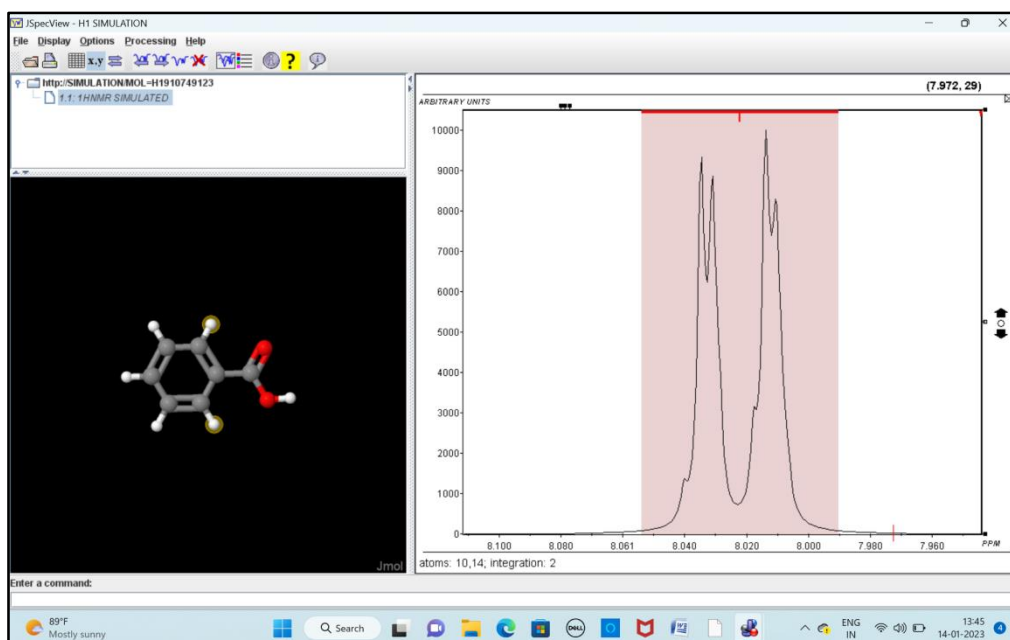 JSpecView - H1 SIMULATION
File Display Options Processing Help
x.y
?
http://SIMULATION/MOL=H1910749123
1.1: 1HNMR SIMULATED
(7.972, 29)
ARBITRARY UNITS
10000
9000
8000
7000
6000
5000
4000
3000
2000
1000
0
8.100 8.080 8.061 8.040 8.020 8.000 7.980 7.960 PPM
Jmol
atoms: 10,14; integration: 2
Enter a command:
89°F
Mostly sunny
Search
DELL
ENG
IN
13:45
14-01-2023
4